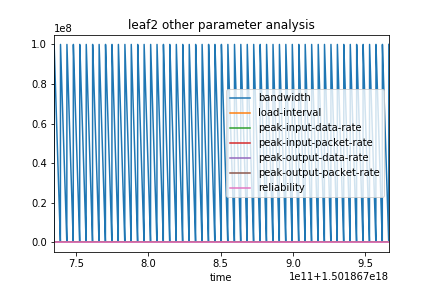 leaf2 other parameter analysis
1e8
1.0
0.8
0.6
0.4
0.2
0.0
bandwidth
load-interval
peak-input-data-rate
peak-input-packet-rate
peak-output-data-rate
peak-output-packet-rate
reliability
7.5 8.0 8.5 9.0 9.5
time 1e11+1.501867e18